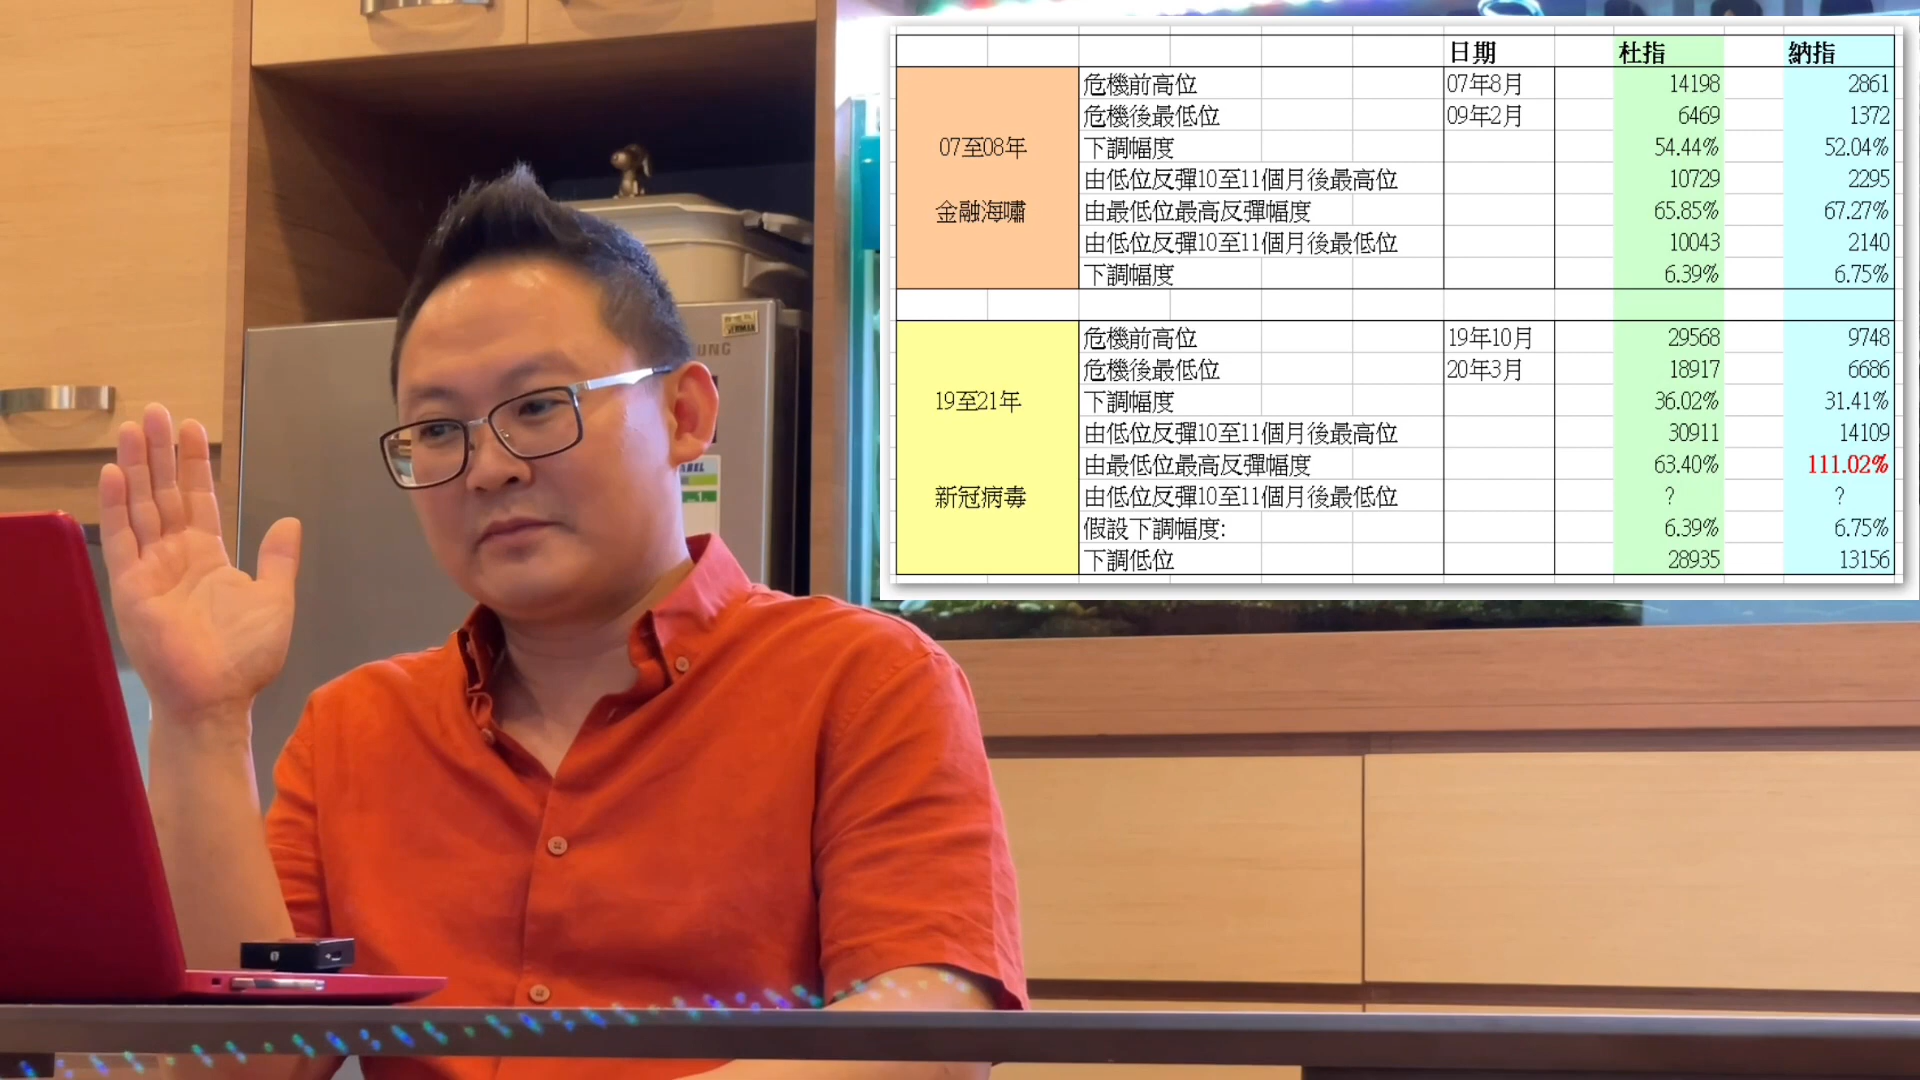 日期 杜指 納指
危機前高位 07年8月 14198 2861
危機後最低位 09年2月 6469 1372
07至08年 下調幅度 54.44% 52.04%
由低位反彈10至11個月後最高位 10729 2295
金融海嘯 由最低位最高反彈幅度 65.85% 67.27%
由低位反彈10至11個月後最低位 10043 2140
下調幅度 6.39% 6.75%
危機前高位 19年10月 29568 9748
危機後最低位 20年3月 18917 6686
19至21年 下調幅度 36.02% 31.41%
由低位反彈10至11個月後最高位 30911 14109
由最低位最高反彈幅度 63.40% 111.02%
新冠病毒 由低位反彈10至11個月後最低位 ? ?
假設下調幅度: 6.39% 6.75%
下調低位 28935 13156